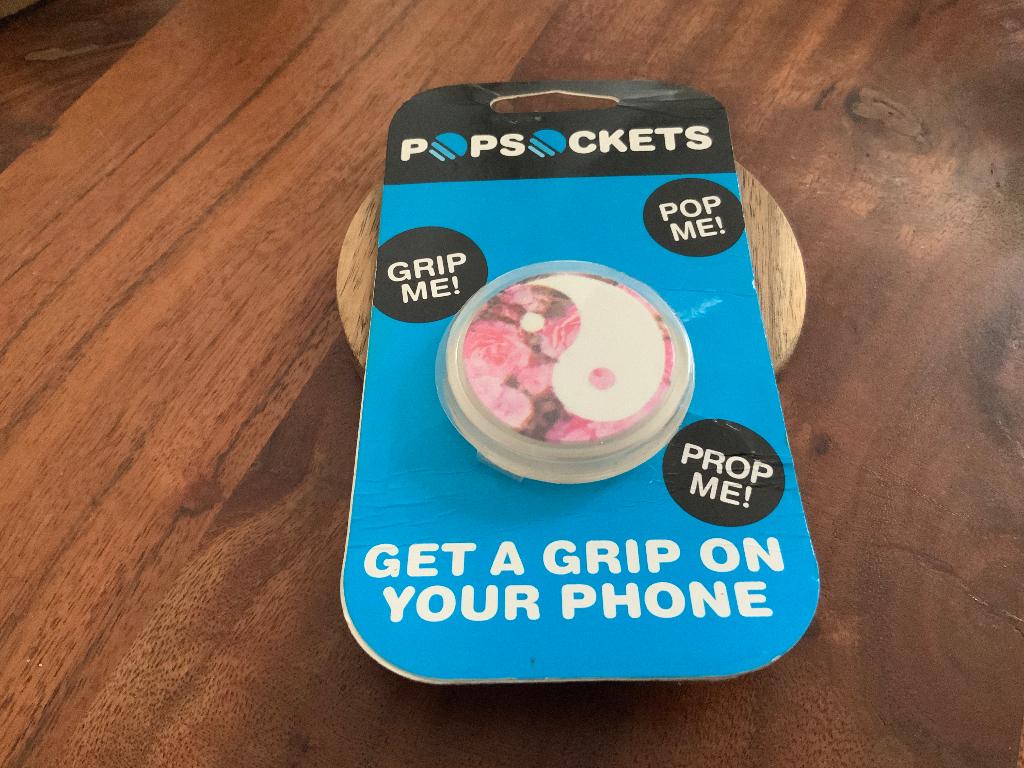 POPSOCKETS
POP
ME!
GRIP
ME!
PROP
ME!
GET A GRIP ON
YOUR PHONE